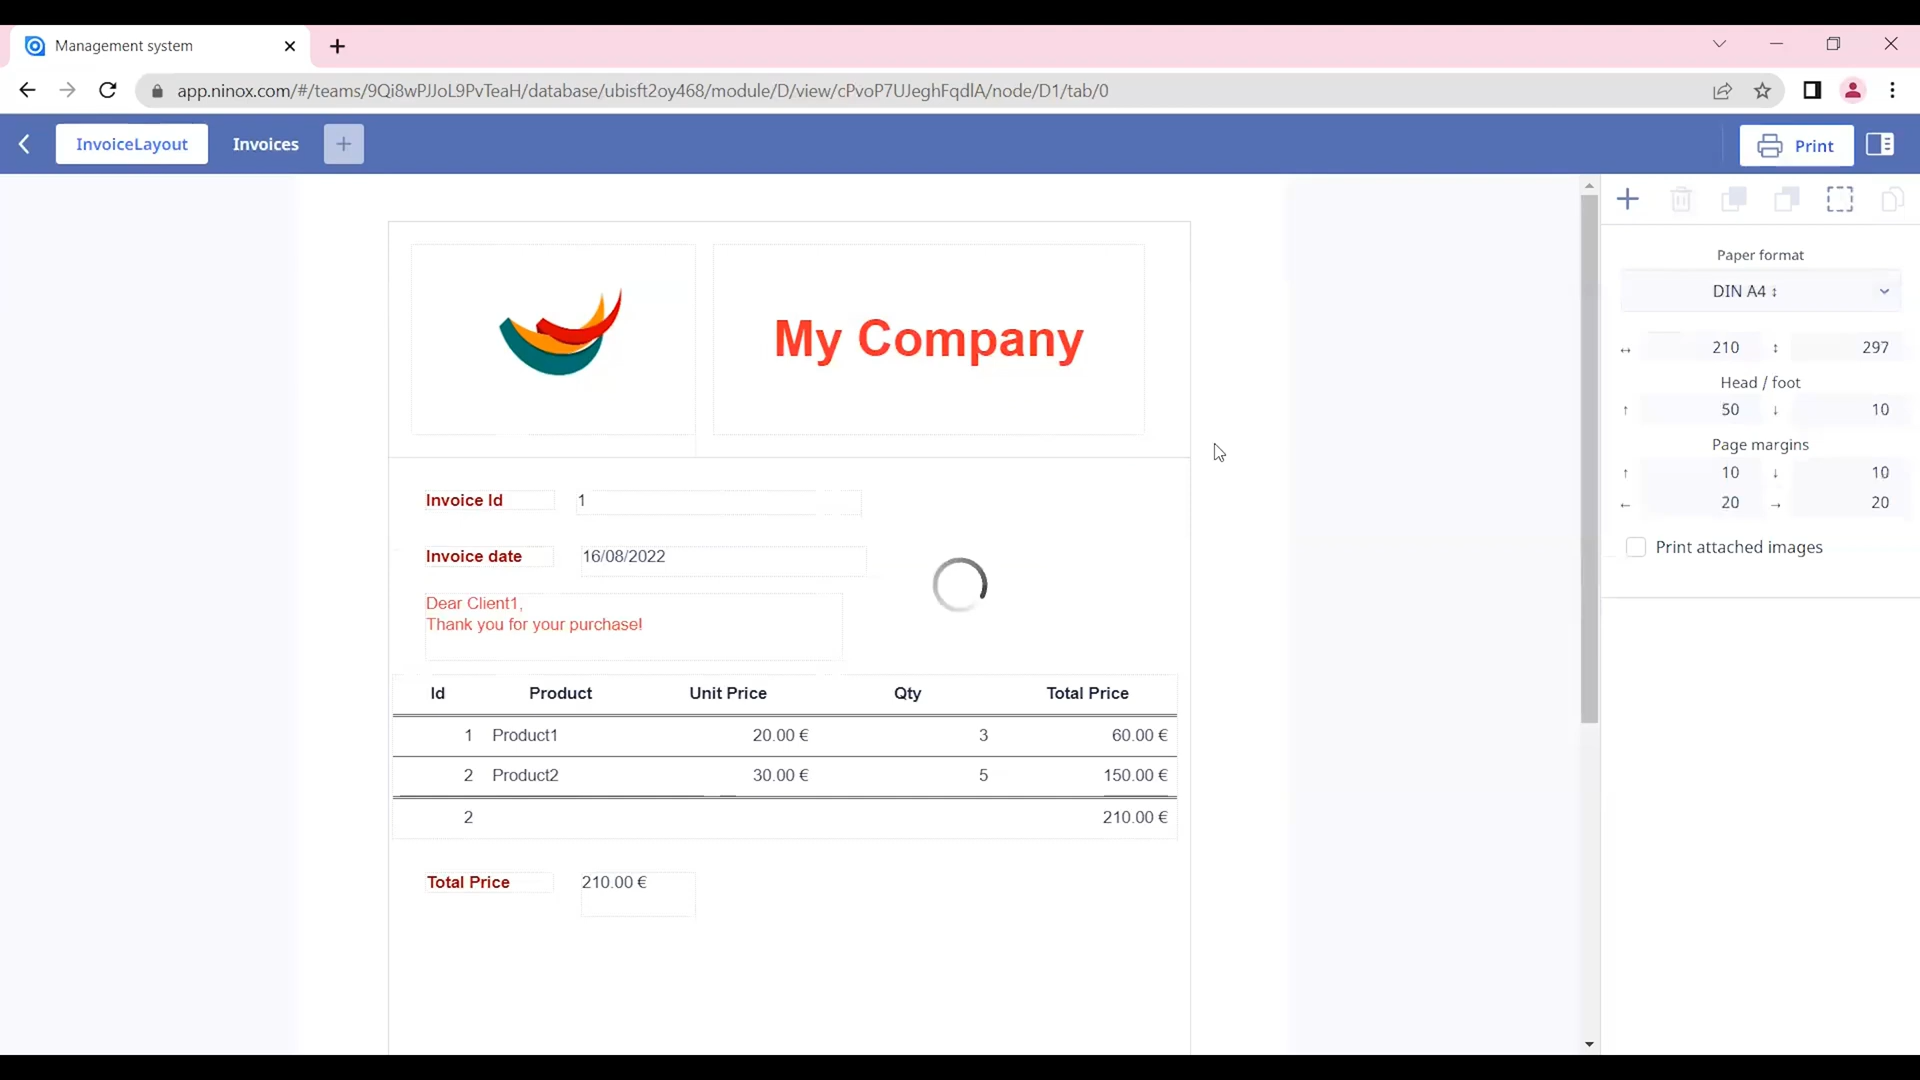 Management system
app.ninox.com/#/teams/9Qi8wPJJoL9PvTeaH/database/ubisft2oy468/module/D/view/cPvoP7UJeghFqdlA/node/D1/tab/0
InvoiceLayout Invoices Print
Paper format
DIN A4
210 297
Head / foot
50 10
Page margins
10 10
20 20
Print attached images
My Company
Invoice Id 1
Invoice date 16/08/2022
Dear Client1,
Thank you for your purchase!
Id Product Unit Price Qty Total Price
1 Product1 20.00 € 3 60.00 €
2 Product2 30.00 € 5 150.00 €
2 210.00 €
Total Price 210.00 €